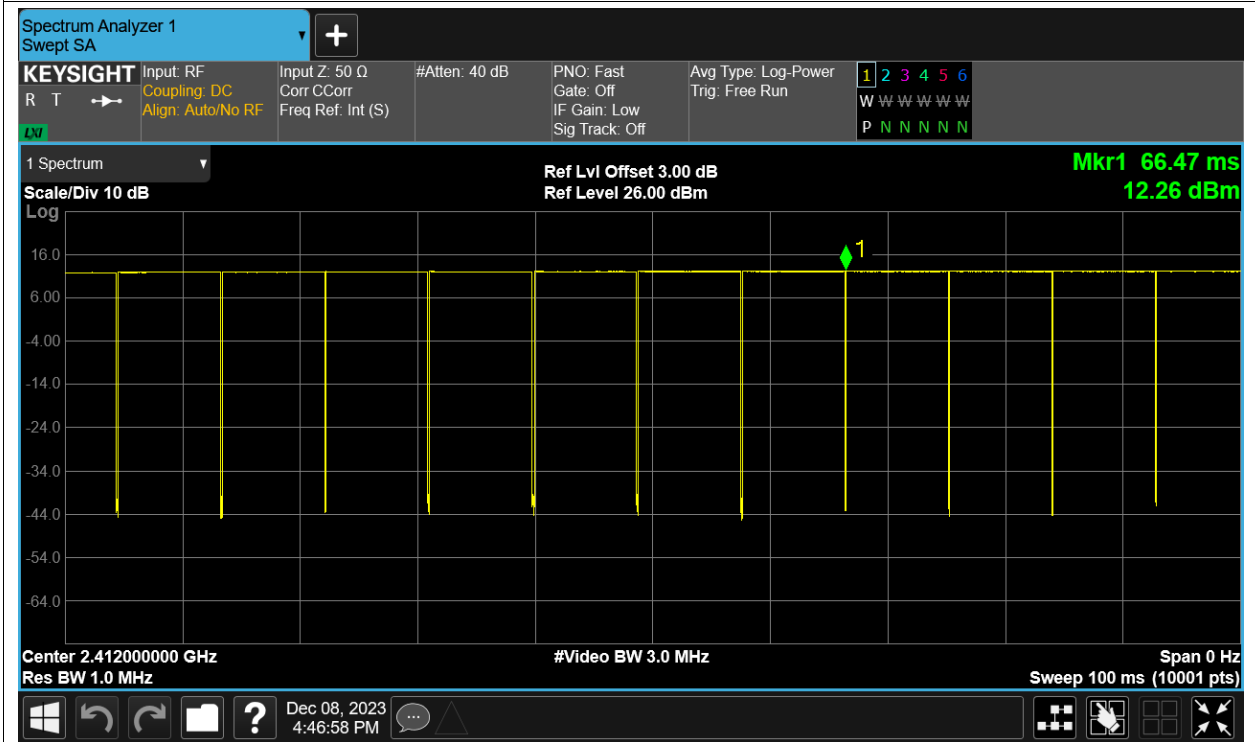 Spectrum Analyzer 1
Swept SA
KEYSIGHT
R T
LXI
Input: RF
Coupling: DC
Align: Auto/No RF
Input Z: 50 Ω
Corr CCorr
Freq Ref: Int (S)
#Atten: 40 dB
PNO: Fast
Gate: Off
IF Gain: Low
Sig Track: Off
Avg Type: Log-Power
Trig: Free Run
1 2 3 4 5 6
W W W W W W
P N N N N N
1 Spectrum
Scale/Div 10 dB
Log
Ref Lvl Offset 3.00 dB
Ref Level 26.00 dBm
Mkr1 66.47 ms
12.26 dBm
1
16.0
6.00
-4.00
-14.0
-24.0
-34.0
-44.0
-54.0
-64.0
Center 2.412000000 GHz
Res BW 1.0 MHz
#Video BW 3.0 MHz
Span 0 Hz
Sweep 100 ms (10001 pts)
?
Dec 08, 2023
4:46:58 PM